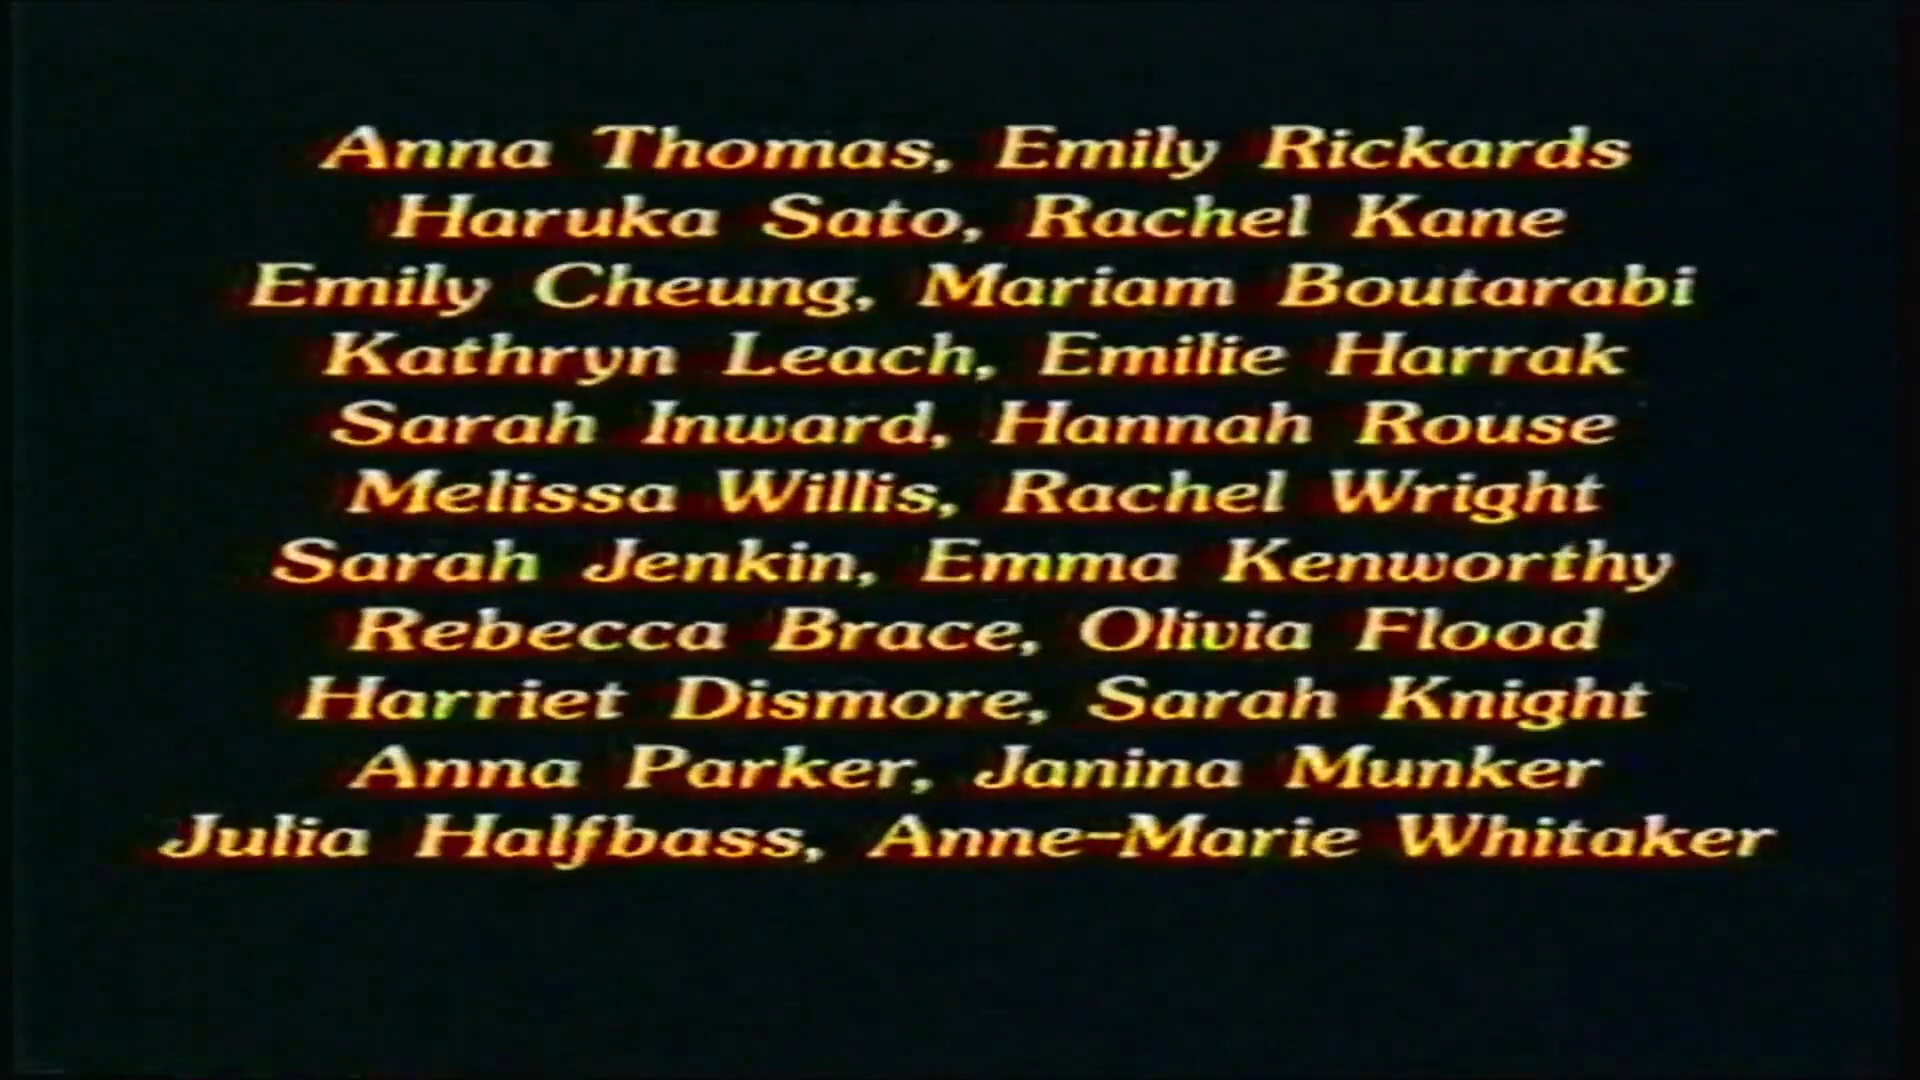 Anna Thomas, Emily Rickards
Haruka Sato, Rachel Kane
Emily Cheung, Mariam Boutarabi
Kathryn Leach, Emilie Harrak
Sarah Inward, Hannah Rouse
Melissa Willis, Rachel Wright
Sarah Jenkin, Emma Kenworthy
Rebecca Brace, Olivia Flood
Harriet Dismore, Sarah Knight
Anna Parker, Janina Munker
Julia Halfbass, Anne-Marie Whitaker